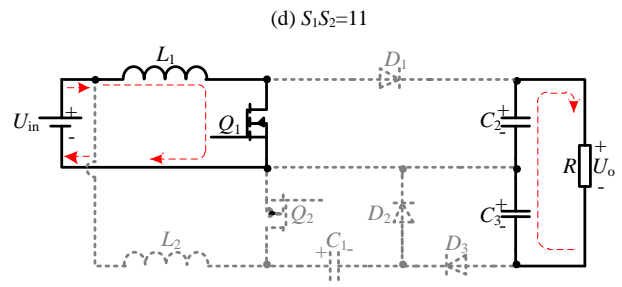 (d) S₁S₂=11
L₁ D₁
+
Uᵢₙ - Q₁ C₂ + - R + Uₒ -
Q₂ D₂ C₃ + -
L₂ + C₁ - D₃